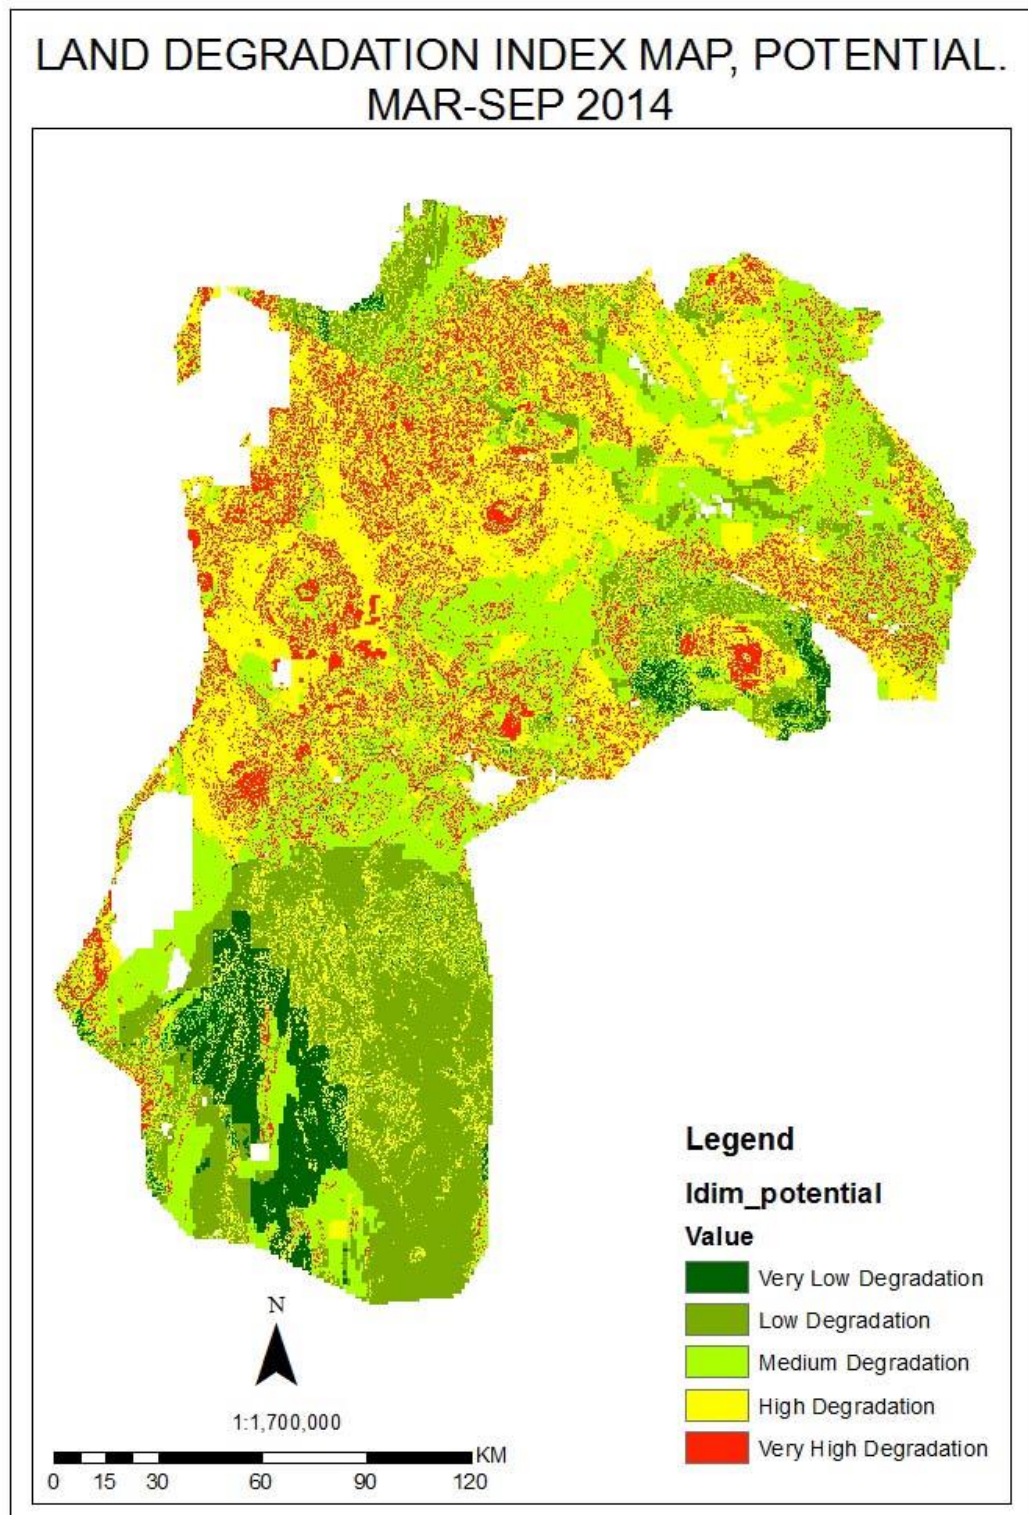 LAND DEGRADATION INDEX MAP, POTENTIAL.
MAR-SEP 2014
Legend
ldim_potential
Value
Very Low Degradation
Low Degradation
Medium Degradation
High Degradation
Very High Degradation
N
1:1,700,000
KM
0 15 30 60 90 120